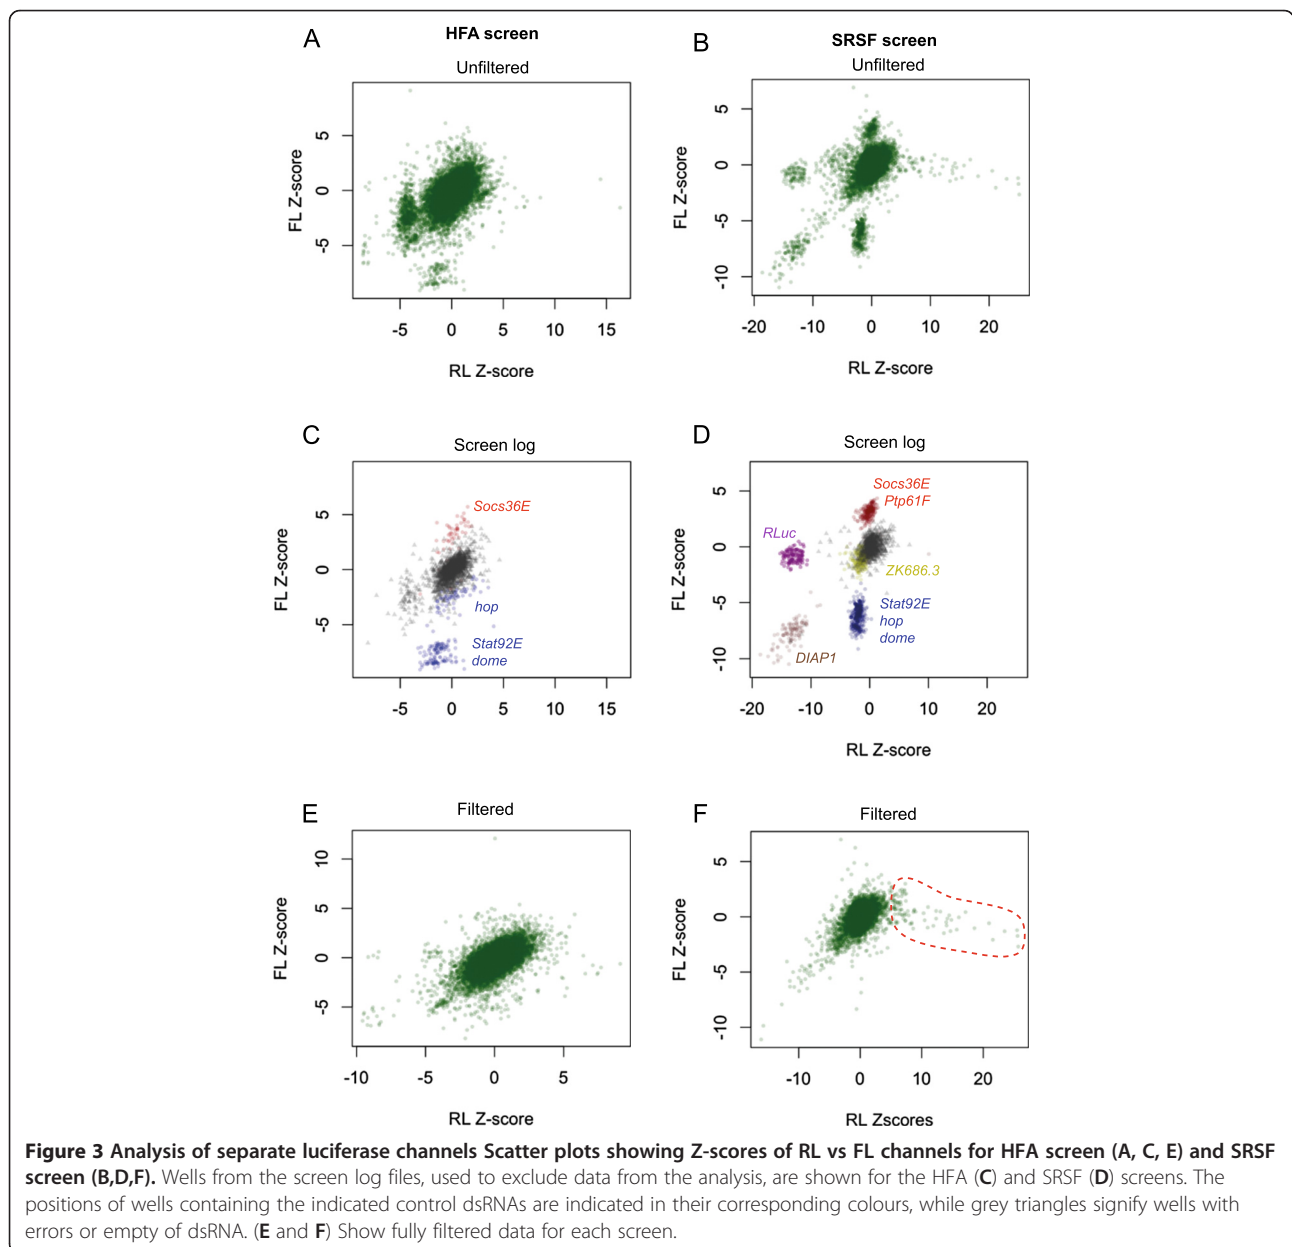 A
HFA screen
Unfiltered
FL Z-score
5
0
-5
-5 0 5 10 15
RL Z-score
B
SRSF screen
Unfiltered
FL Z-score
5
0
-5
-10
-20 -10 0 10 20
RL Z-score
C
Screen log
FL Z-score
5
0
-5
Socs36E
hop
Stat92E
dome
-5 0 5 10 15
RL Z-score
D
Screen log
FL Z-score
5
0
-5
-10
Socs36E
Ptp61F
RLuc
ZK686.3
Stat92E
hop
dome
DIAP1
-20 -10 0 10 20
RL Z-score
E
Filtered
FL Z-score
10
5
0
-5
-10 -5 0 5
RL Z-score
F
Filtered
FL Z-score
5
0
-5
-10
-10 0 10 20
RL Zscores
Figure 3 Analysis of separate luciferase channels Scatter plots showing Z-scores of RL vs FL channels for HFA screen (A, C, E) and SRSF
screen (B,D,F). Wells from the screen log files, used to exclude data from the analysis, are shown for the HFA (C) and SRSF (D) screens. The
positions of wells containing the indicated control dsRNAs are indicated in their corresponding colours, while grey triangles signify wells with
errors or empty of dsRNA. (E and F) Show fully filtered data for each screen.